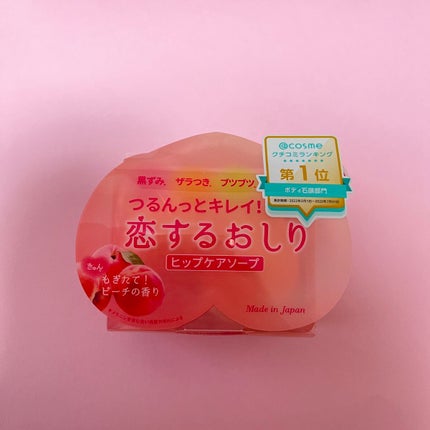 @cosme
クチコミランキング
第1位
ボディ石鹸部門
黒ずみ、ザラつき、ブツブツ
つるんっとキレイ!
恋するおしり
ヒップケアソープ
きゅん
もぎたて!
ピーチの香り
Made in Japan